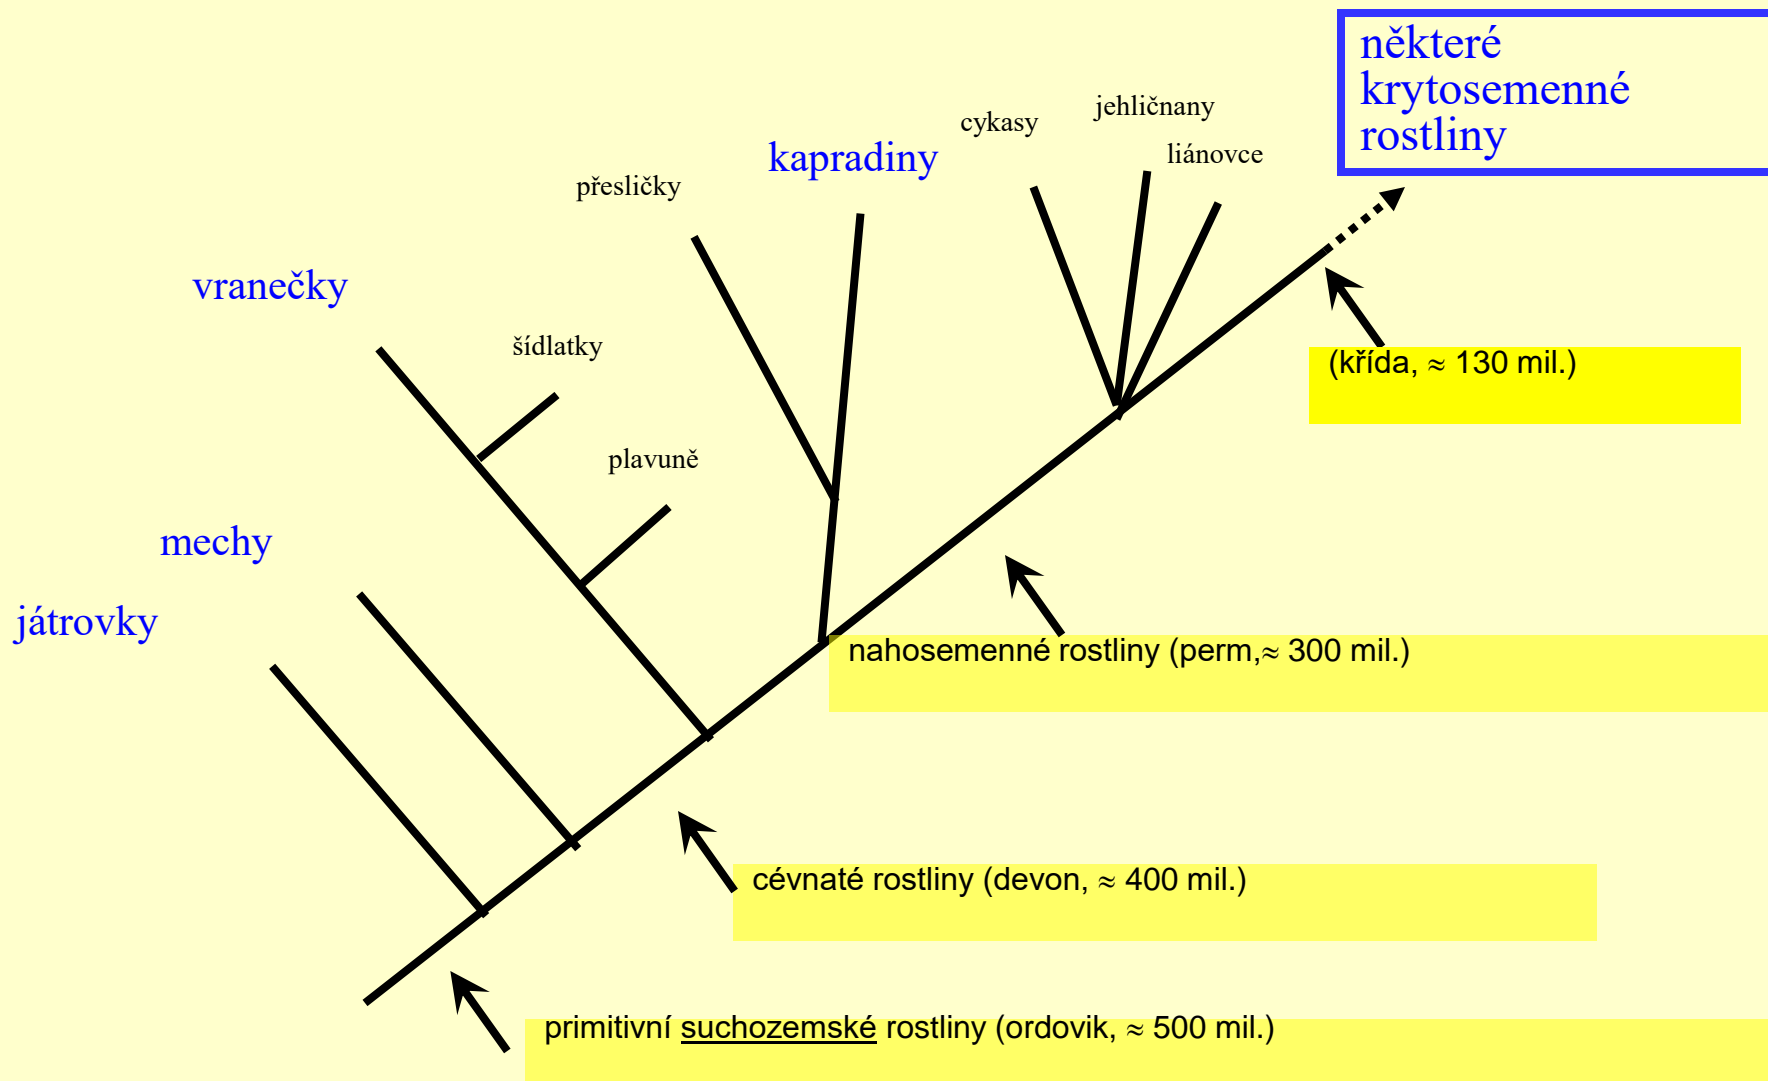 některé
krytosemenné
rostliny
jehličnany
cykasy
liánovce
kapradiny
přesličky
vranečky
šídlatky
(křída, ≈ 130 mil.)
plavuně
mechy
játrovky
nahosemenné rostliny (perm,≈ 300 mil.)
cévnaté rostliny (devon, ≈ 400 mil.)
primitivní suchozemské rostliny (ordovik, ≈ 500 mil.)